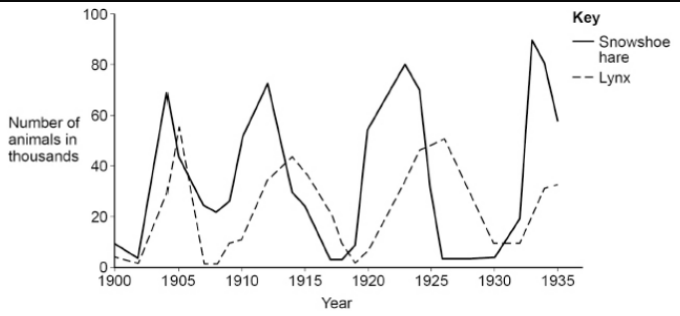 Key
Snowshoe
hare
Lynx
Number of
animals in
thousands
100
80
60
40
20
0
1900
1905
1910
1915
1920
1925
1930
1935
Year